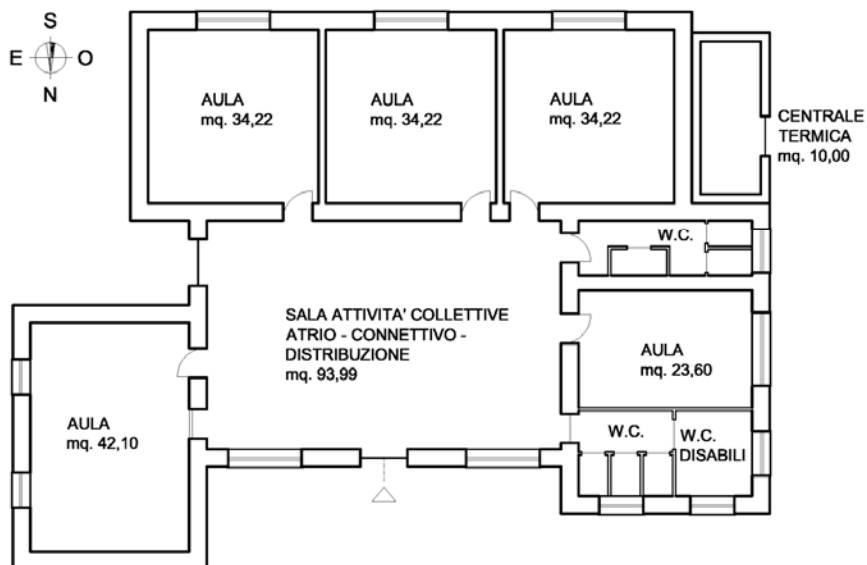 S
E O
N
AULA
mq. 34,22
AULA
mq. 34,22
AULA
mq. 34,22
CENTRALE
TERMICA
mq. 10,00
W.C.
SALA ATTIVITA' COLLETTIVE
ATRIO - CONNETTIVO -
DISTRIBUZIONE
mq. 93,99
AULA
mq. 23,60
AULA
mq. 42,10
W.C.
W.C.
DISABILI